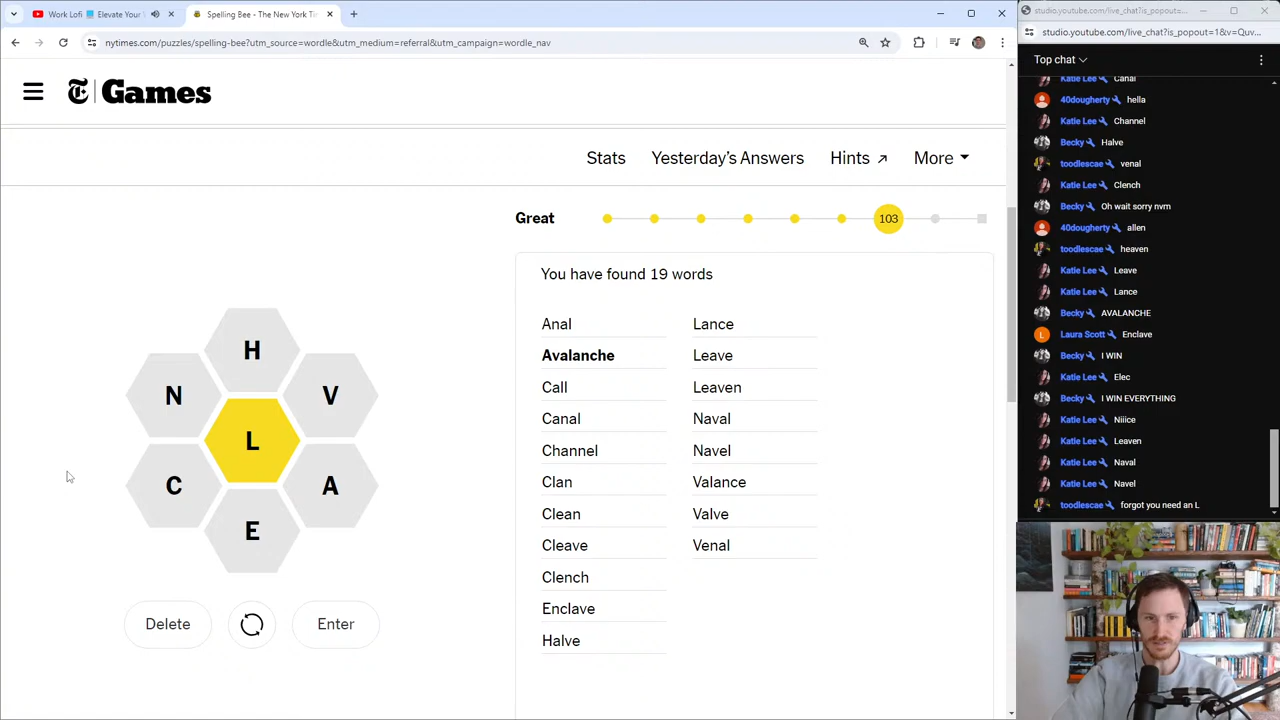 Work Lofi 📘 Elevate Your
Spelling Bee - The New York Tim
studio.youtube.com/live_chat?is_popout=...
nytimes.com/puzzles/spelling-bee?utm_source=wordle&utm_medium=referral&utm_campaign=wordle_nav
studio.youtube.com/live_chat?is_popout=1&v=Quv...
Games
Stats Yesterday's Answers Hints ↗ More
Great 103
You have found 19 words
Anal Lance
Avalanche Leave
Call Leaven
Canal Naval
Channel Navel
Clan Valance
Clean Valve
Cleave Venal
Clench
Enclave
Halve
H
N V
L
C A
E
Delete Enter
Top chat
Katie Lee Canal
40dougherty hella
Katie Lee Channel
Becky Halve
toodlescae venal
Katie Lee Clench
Becky Oh wait sorry nvm
40dougherty allen
toodlescae heaven
Katie Lee Leave
Katie Lee Lance
Becky AVALANCHE
L Laura Scott Enclave
Becky I WIN
Katie Lee Elec
Becky I WIN EVERYTHING
Katie Lee Niiice
Katie Lee Leaven
Katie Lee Naval
Katie Lee Navel
toodlescae forgot you need an L